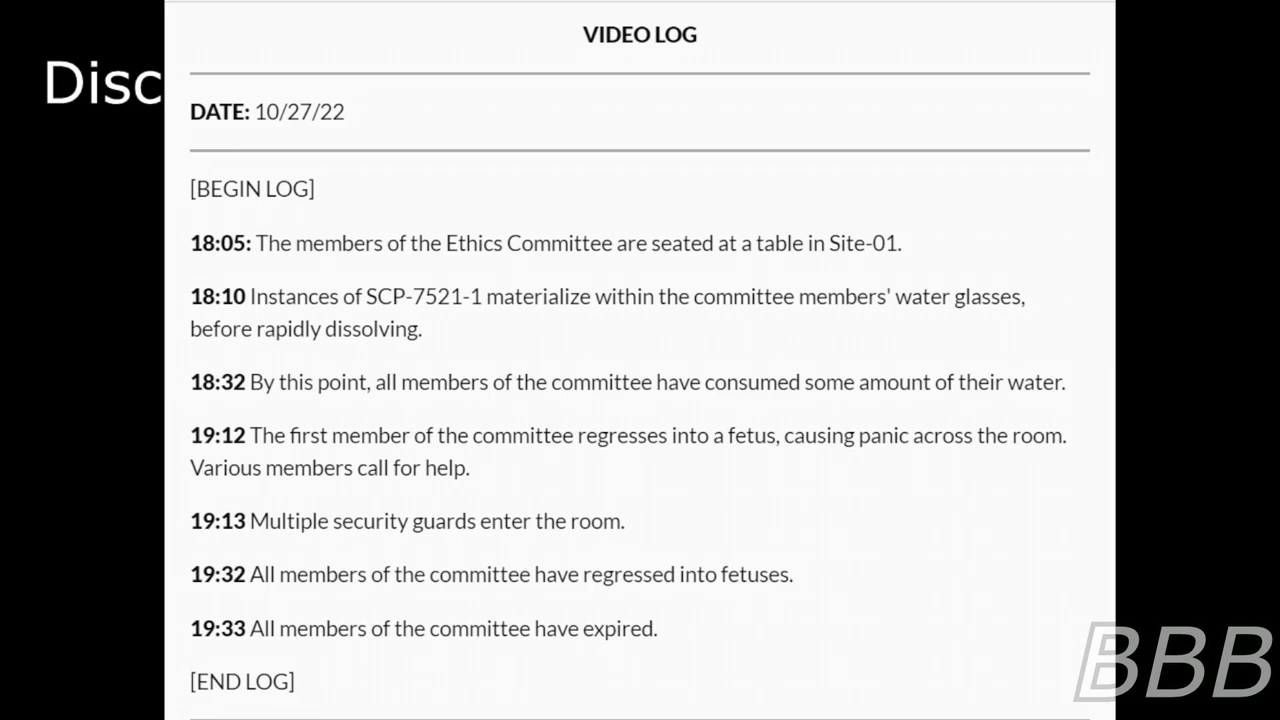 VIDEO LOG
Disc
DATE: 10/27/22
[BEGIN LOG]
18:05: The members of the Ethics Committee are seated at a table in Site-01.
18:10 Instances of SCP-7521-1 materialize within the committee members' water glasses,
before rapidly dissolving.
18:32 By this point, all members of the committee have consumed some amount of their water.
19:12 The first member of the committee regresses into a fetus, causing panic across the room.
Various members call for help.
19:13 Multiple security guards enter the room.
19:32 All members of the committee have regressed into fetuses.
19:33 All members of the committee have expired.
[END LOG]
BBB